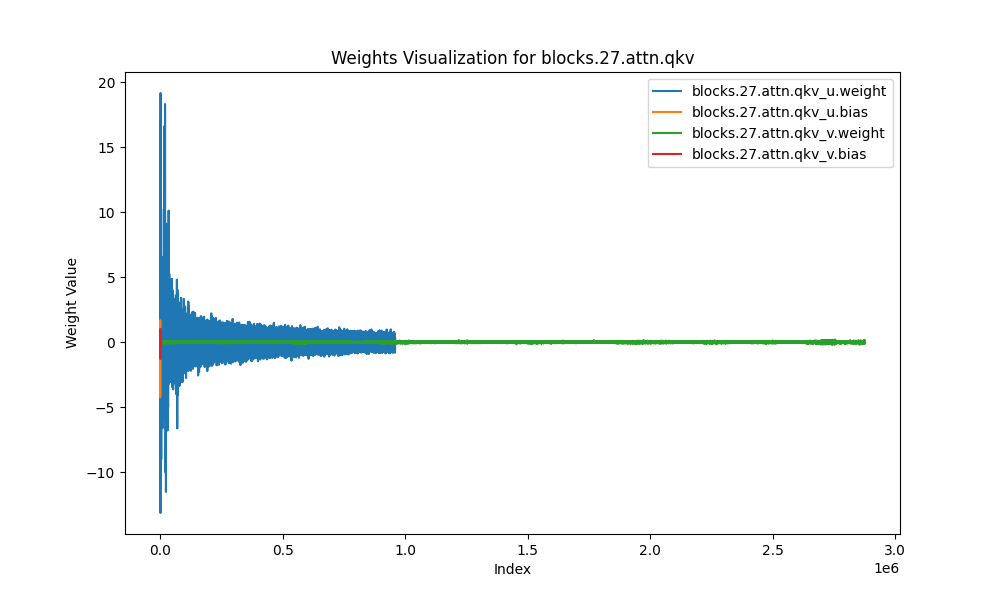 Weights Visualization for blocks.27.attn.qkv
20
15
10
5
0
−5
−10
Weight Value
blocks.27.attn.qkv_u.weight
blocks.27.attn.qkv_u.bias
blocks.27.attn.qkv_v.weight
blocks.27.attn.qkv_v.bias
0.0 0.5 1.0 1.5 2.0 2.5 3.0
1e6
Index